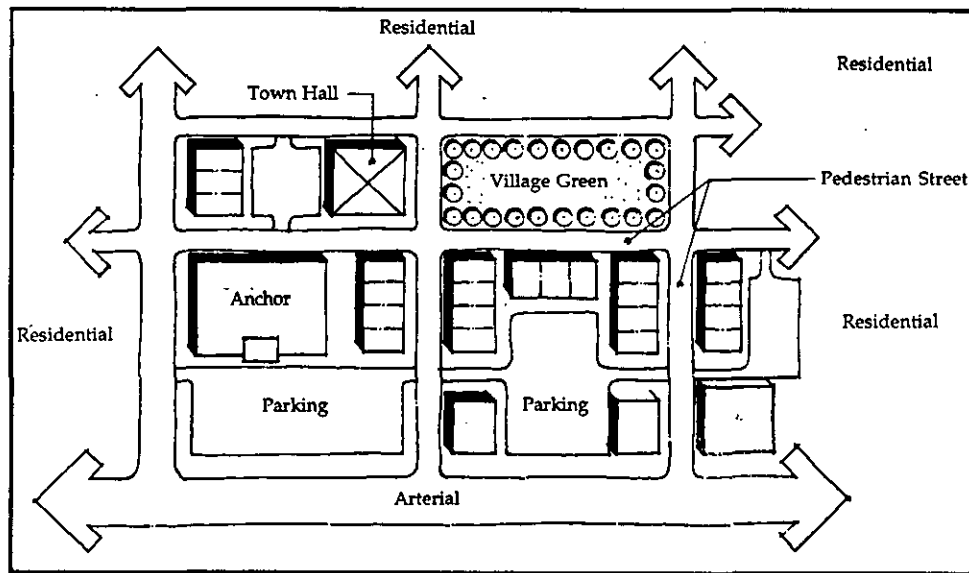 Residential
Residential
Town Hall
Village Green
Pedestrian Street
Anchor
Residential
Residential
Parking
Parking
Arterial